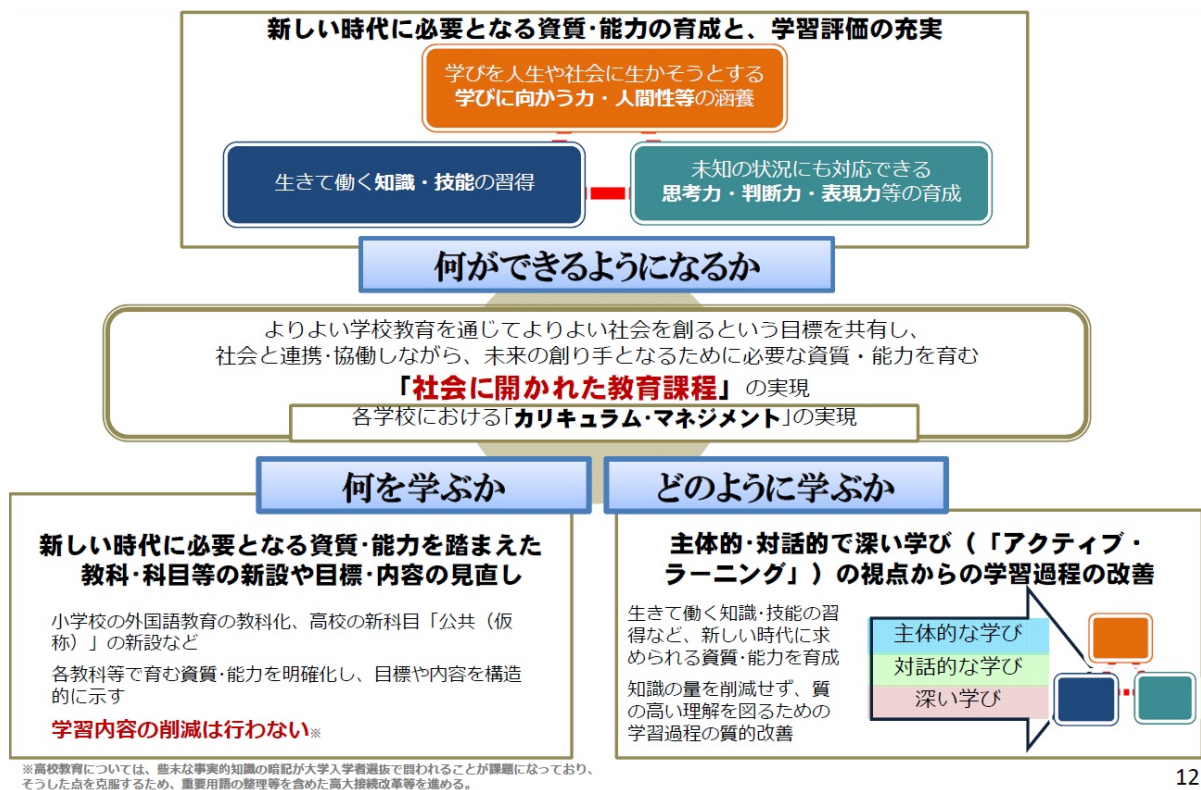 新しい時代に必要となる資質･能力の育成と、学習評価の充実
学びを人生や社会に生かそうとする
学びに向かう力・人間性等の涵養
生きて働く知識・技能の習得
未知の状況にも対応できる
思考力・判断力・表現力等の育成
何ができるようになるか
よりよい学校教育を通じてよりよい社会を創るという目標を共有し、
社会と連携･協働しながら、未来の創り手となるために必要な資質・能力を育む
「社会に開かれた教育課程」の実現
各学校における｢カリキュラム･マネジメント｣の実現
何を学ぶか
新しい時代に必要となる資質･能力を踏まえた
教科･科目等の新設や目標･内容の見直し
小学校の外国語教育の教科化、高校の新科目「公共（仮
称）」の新設など
各教科等で育む資質･能力を明確化し、目標や内容を構造
的に示す
学習内容の削減は行わない※
どのように学ぶか
主体的･対話的で深い学び（「アクティブ・
ラーニング」）の視点からの学習過程の改善
生きて働く知識･技能の習
得など、新しい時代に求
められる資質･能力を育成
知識の量を削減せず、質
の高い理解を図るための
学習過程の質的改善
主体的な学び
対話的な学び
深い学び
※高校教育については、些末な事実的知識の暗記が大学入学者選抜で問われることが課題になっており、
そうした点を克服するため、重要用語の整理等を含めた高大接続改革等を進める。
12